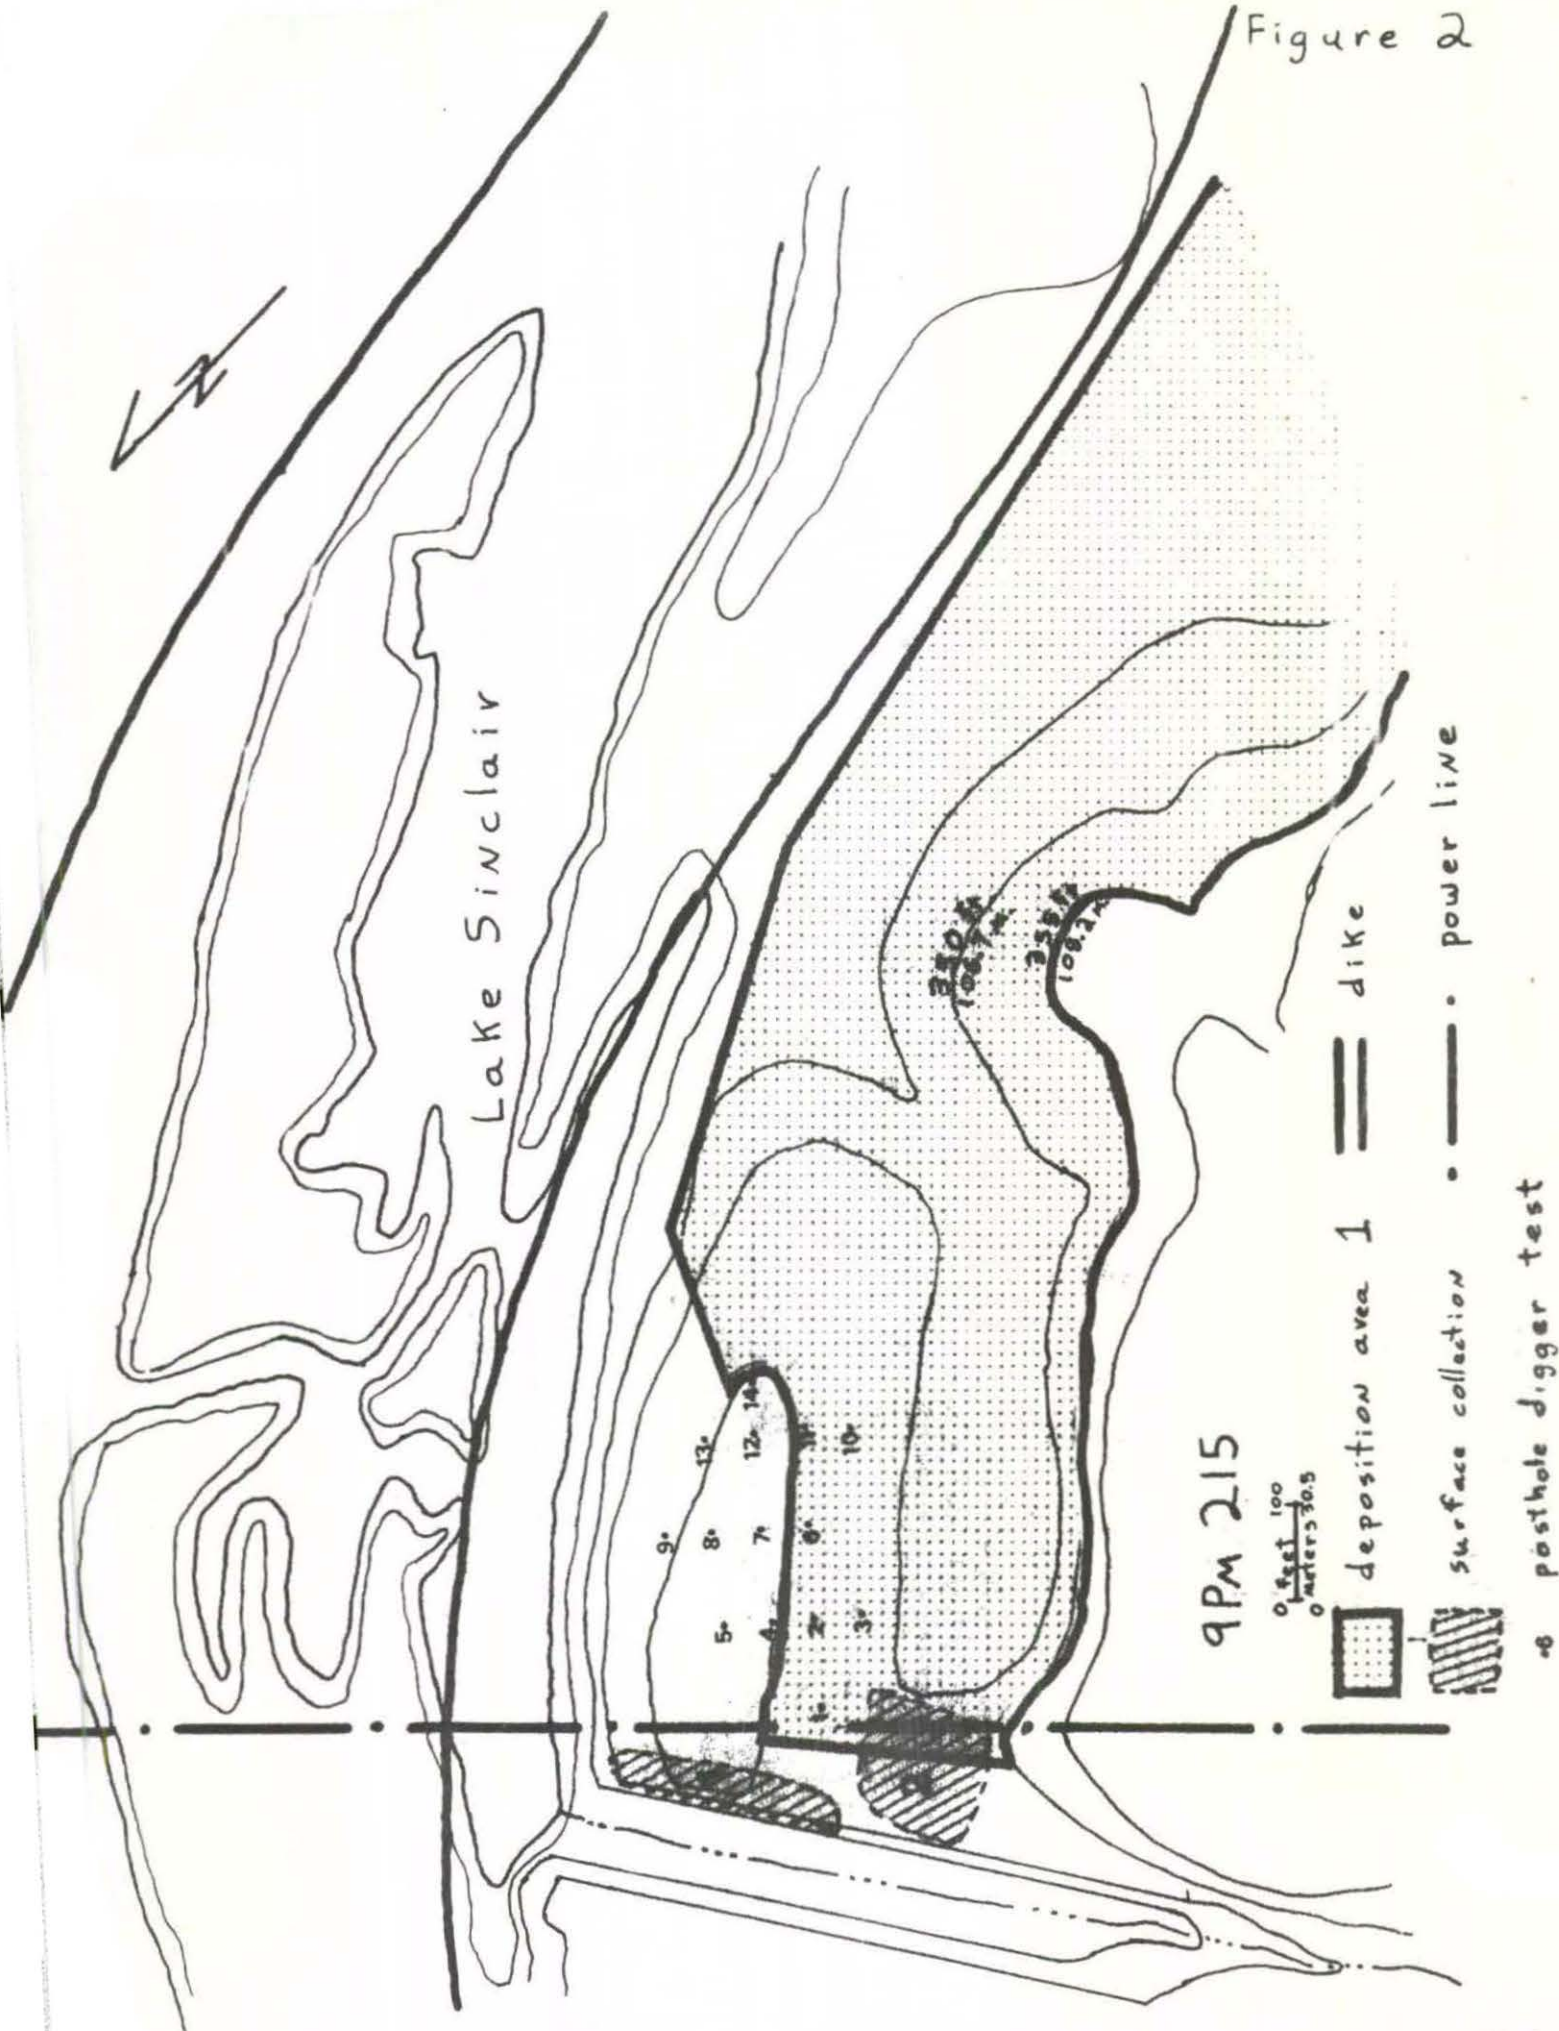 Figure 2
N
Lake Sinclair
350 ft
106.7 m.
355 ft
108.2 m
13
12
14
11
10
9
8
7
6
5
4
2
3
1
9PM 215
0 feet 100
0 meters 30.5
deposition area 1
dike
surface collection
power line
posthole digger test